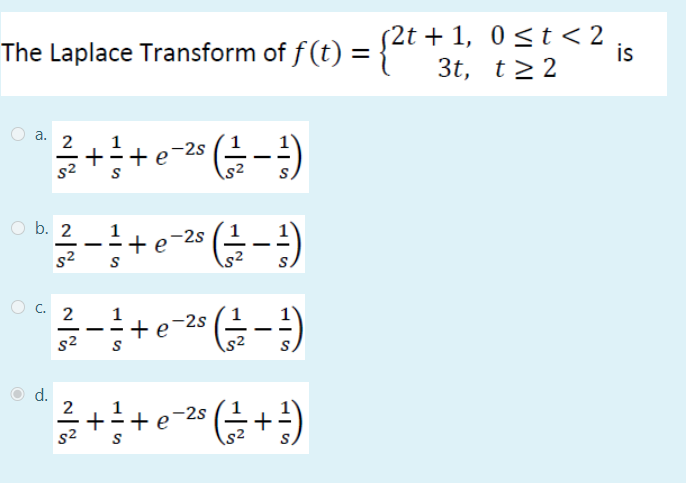 The Laplace Transform of f(t) = {2t + 1, 0 ≤ t < 2
3t, t ≥ 2 is
a. 2/s² + 1/s + e^(−2s) (1/s² − 1/s)
b. 2/s² − 1/s + e^(−2s) (1/s² − 1/s)
c. 2/s² − 1/s + e^(−2s) (1/s² − 1/s)
d. 2/s² + 1/s + e^(−2s) (1/s² + 1/s)